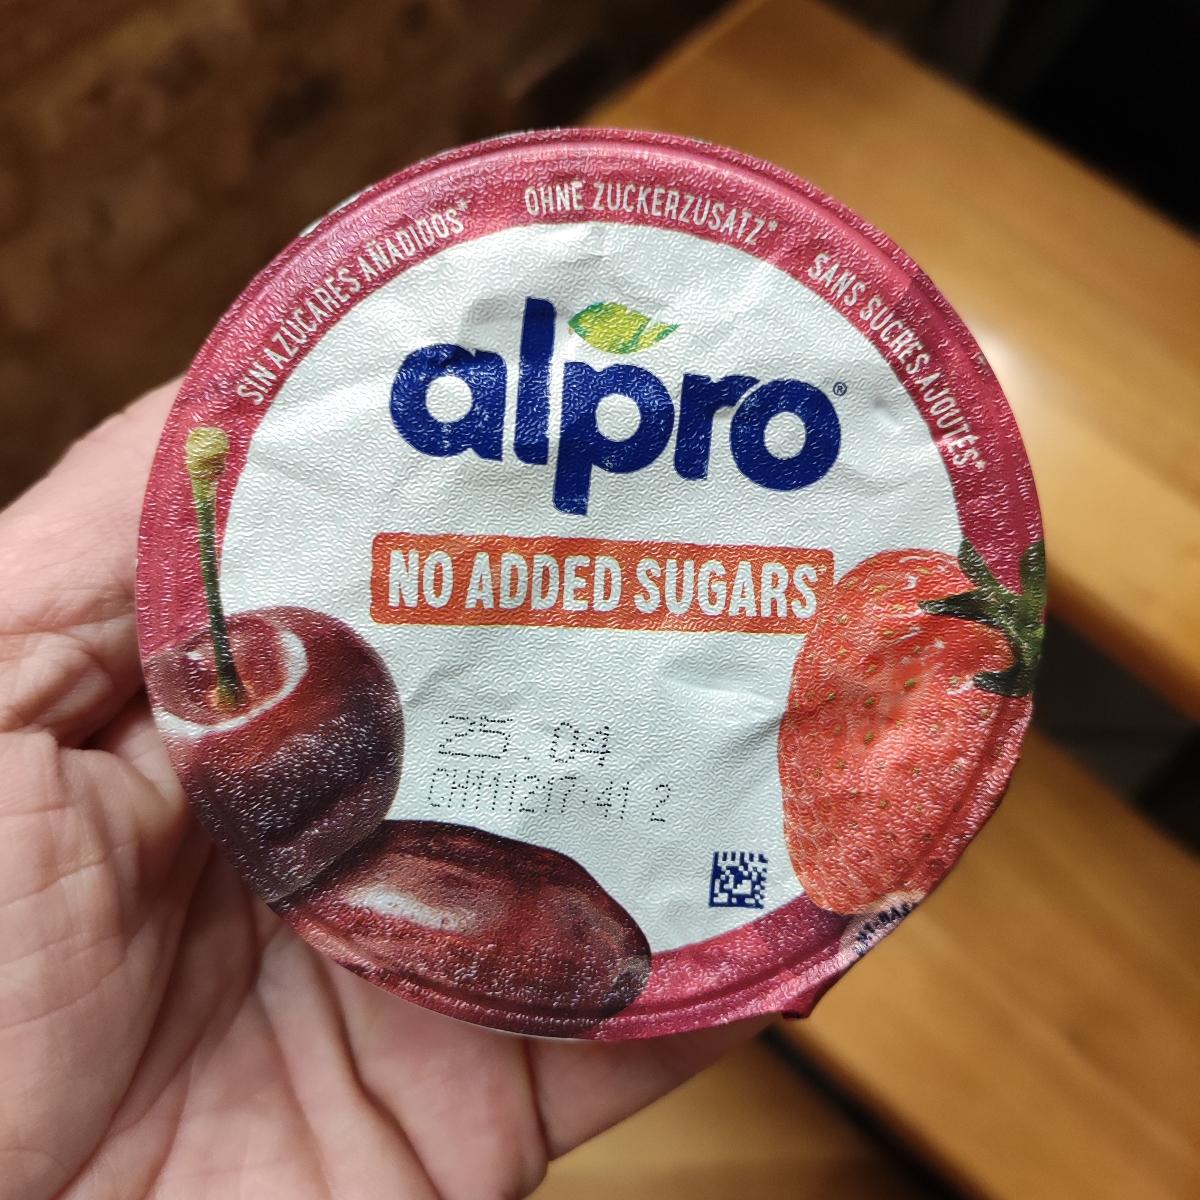 SIN AZÚCARES AÑADIDOS*
OHNE ZUCKERZUSATZ*
SANS SUCRES AJOUTÉS*
alpro®
NO ADDED SUGARS*
25.04